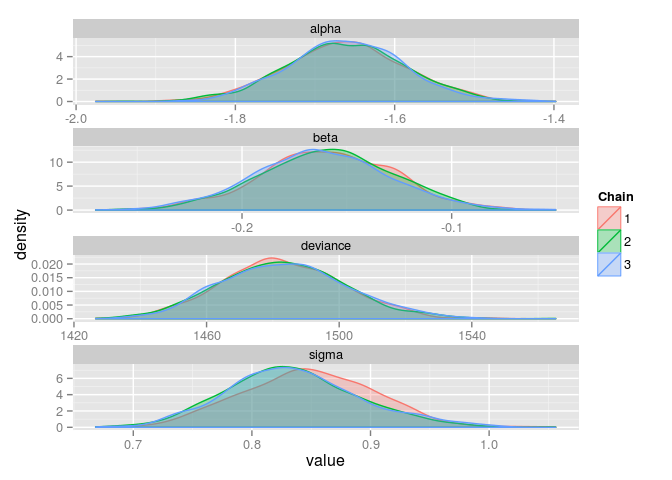 alpha
4
2
0
-2.0 -1.8 -1.6 -1.4
beta
10
5
0
-0.2 -0.1
deviance
0.020
0.015
0.010
0.005
0.000
1420 1460 1500 1540
sigma
6
4
2
0
0.7 0.8 0.9 1.0
value
density
Chain
1
2
3